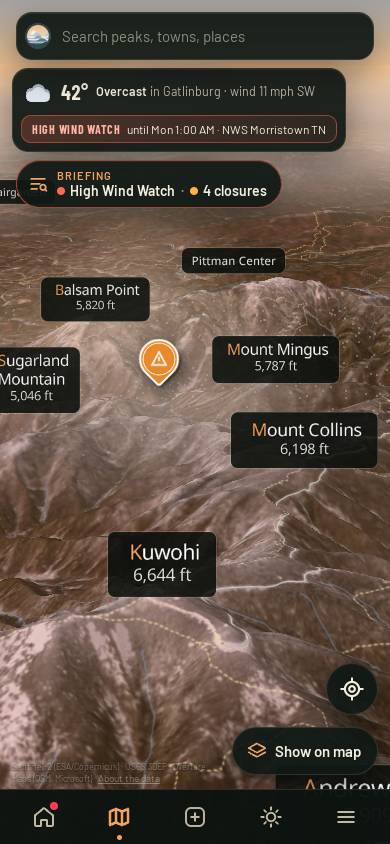 Search peaks, towns, places
42° Overcast in Gatlinburg · wind 11 mph SW
HIGH WIND WATCH until Mon 1:00 AM · NWS Morristown TN
BRIEFING
High Wind Watch · 4 closures
Pittman Center
Balsam Point
5,820 ft
Mount Mingus
5,787 ft
Sugarland
Mountain
5,046 ft
Mount Collins
6,198 ft
Kuwohi
6,644 ft
Show on map
About the data